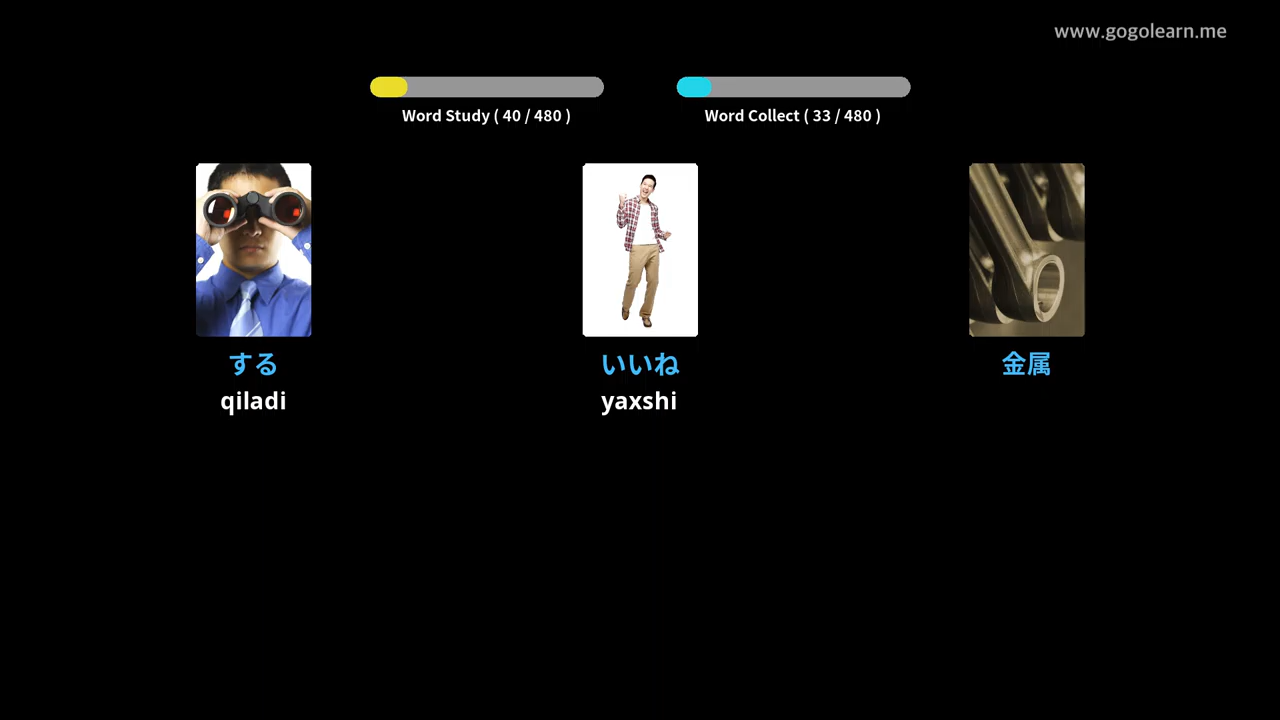 www.gogolearn.me
Word Study ( 40 / 480 )
Word Collect ( 33 / 480 )
する
いいね
金属
qiladi
yaxshi